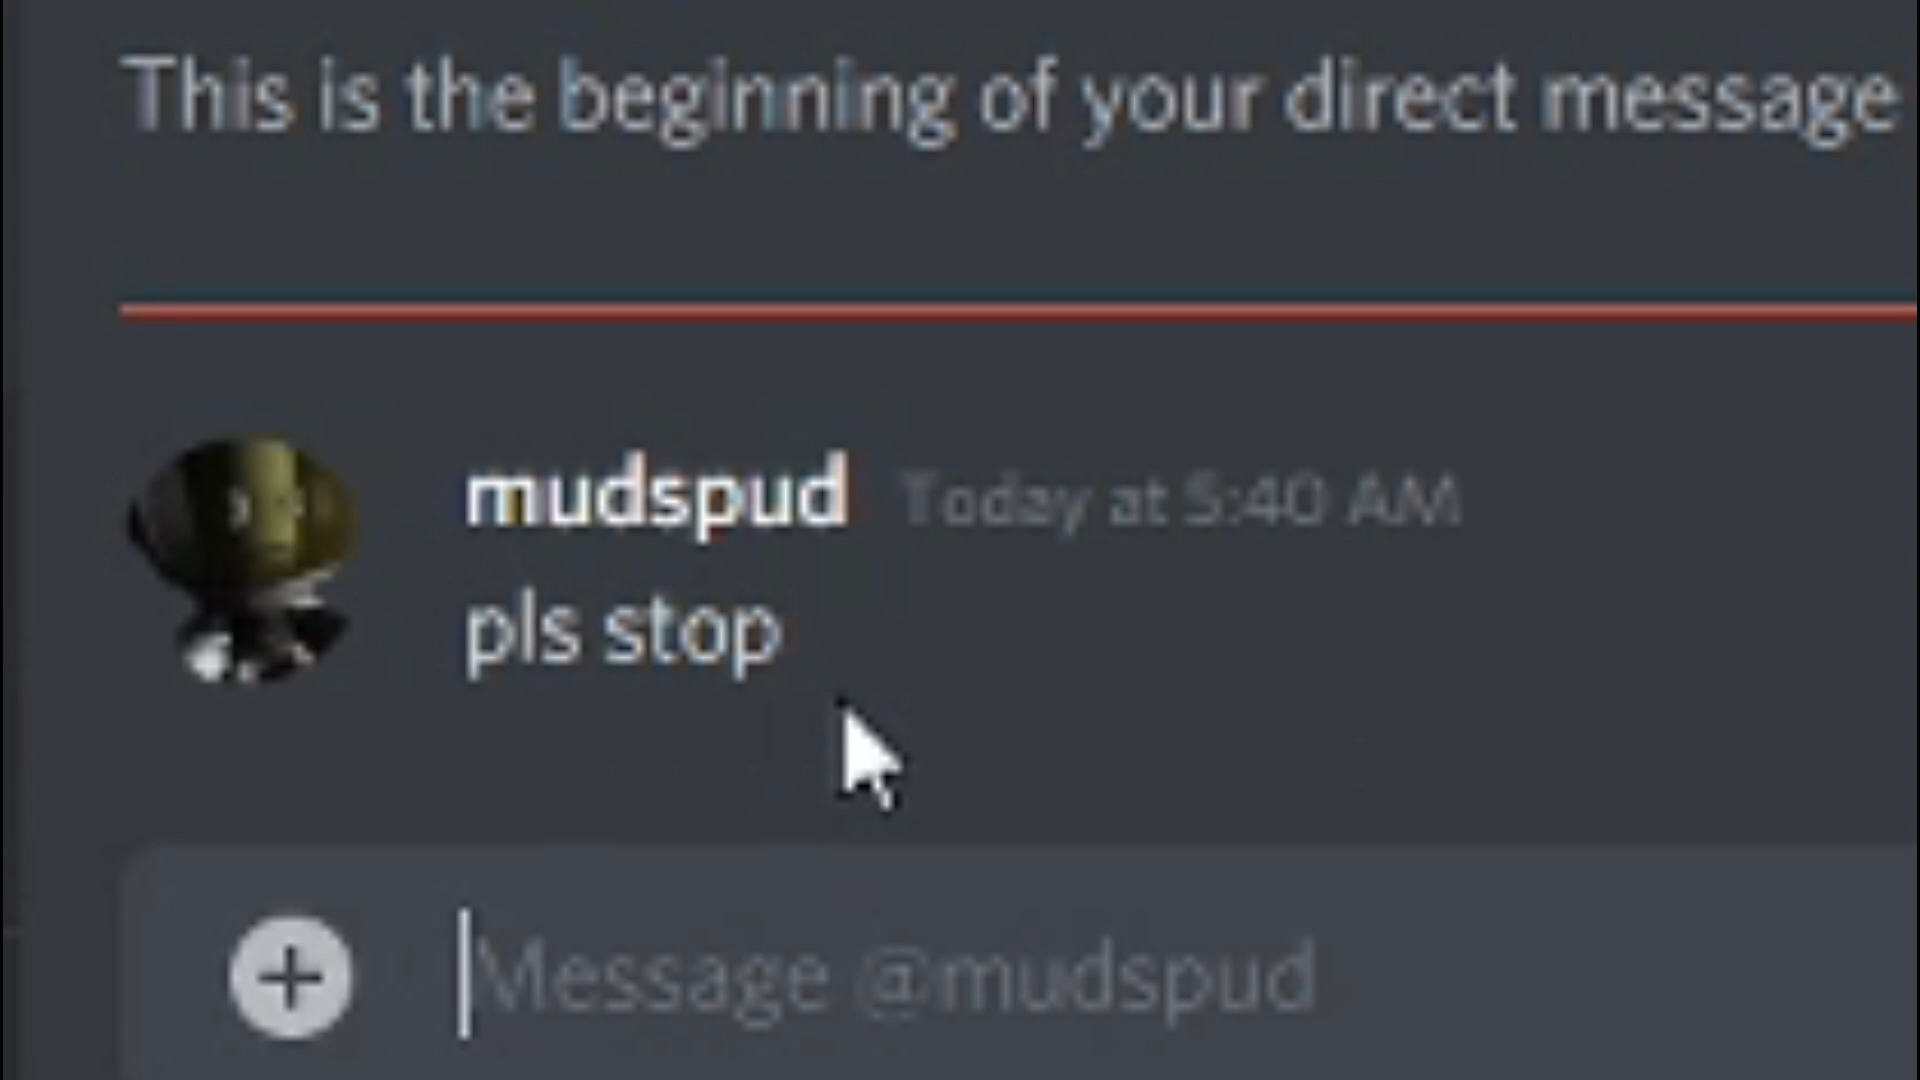 This is the beginning of your direct message
mudspud Today at 5:40 AM
pls stop
Message @mudspud